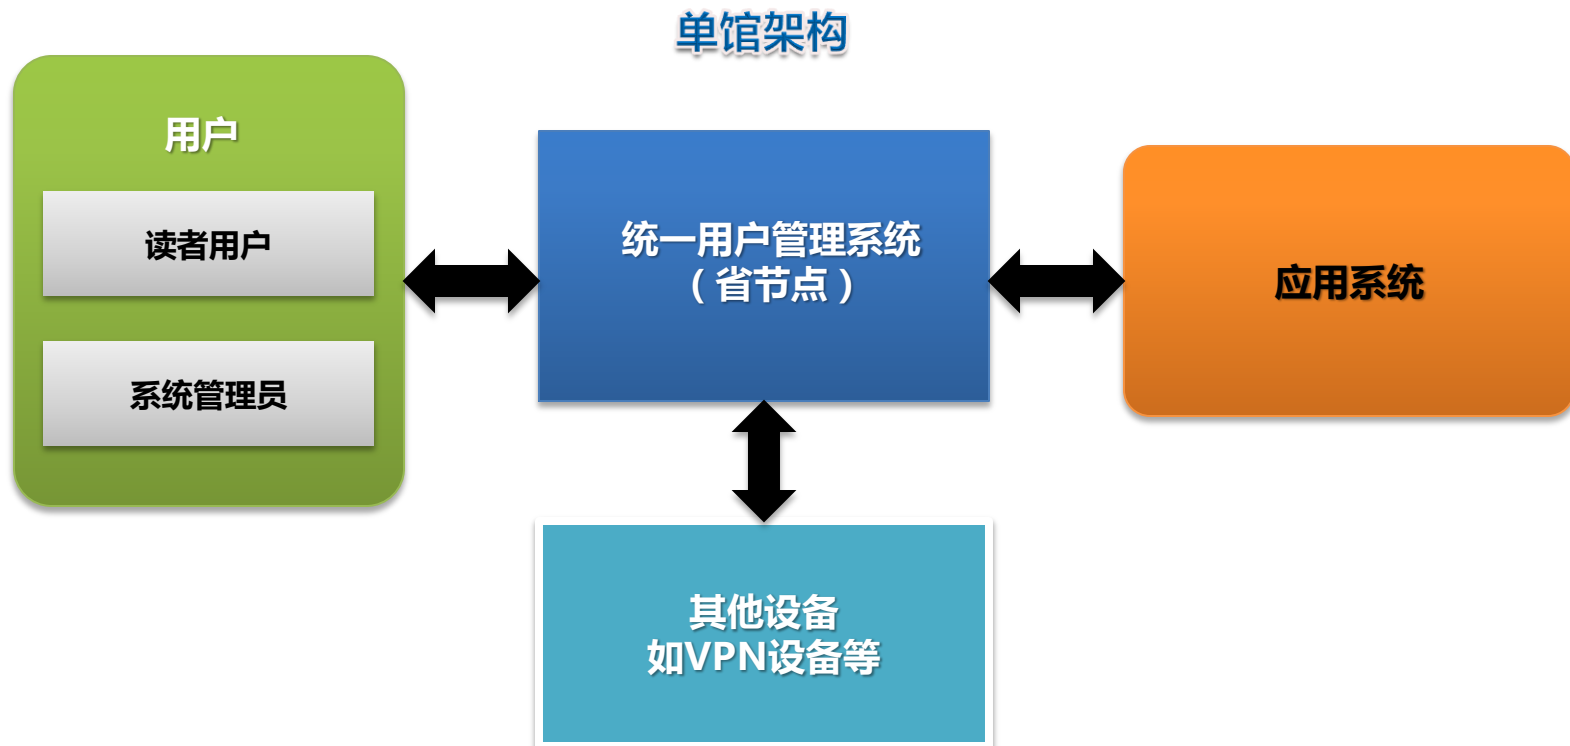 单馆架构
用户
读者用户
系统管理员
统一用户管理系统
（省节点）
应用系统
其他设备
如VPN设备等